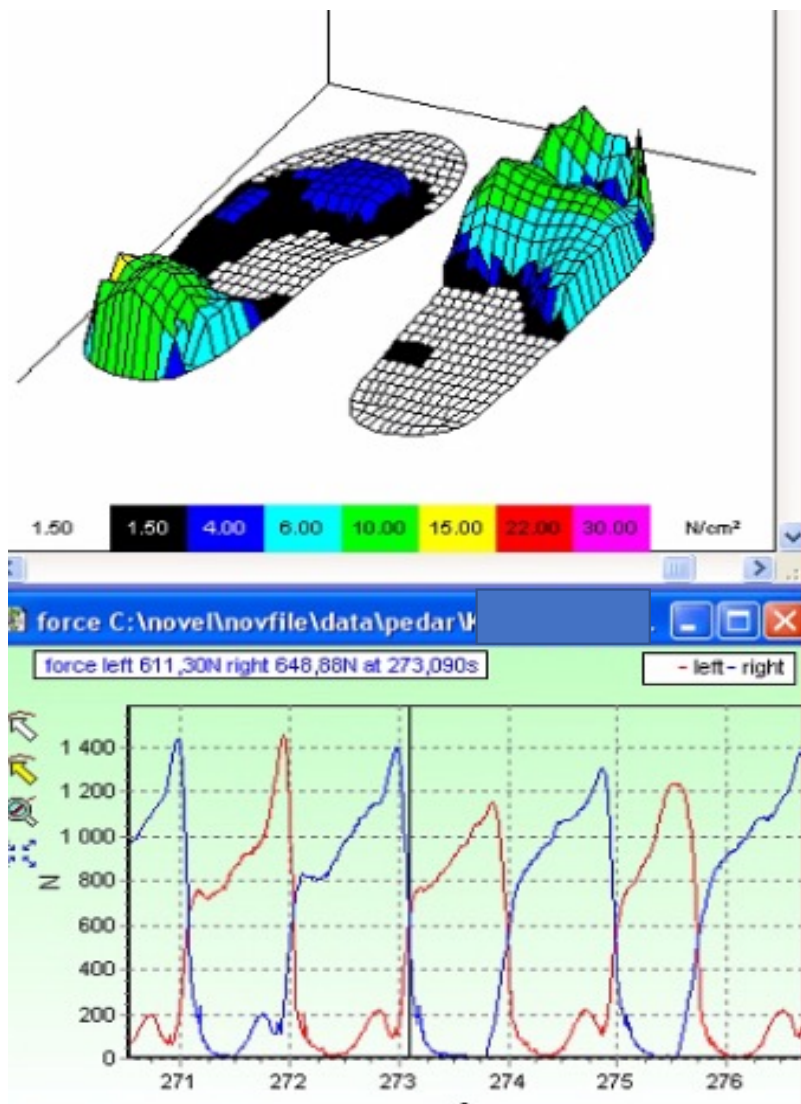 1.50 1.50 4.00 6.00 10.00 15.00 22.00 30.00 N/cm²
force C:\novel\novfile\data\pedar\K
force left 611,30N right 648,88N at 273,090s
- left - right
1 400
1 200
1 000
800
600
400
200
0
N
271 272 273 274 275 276